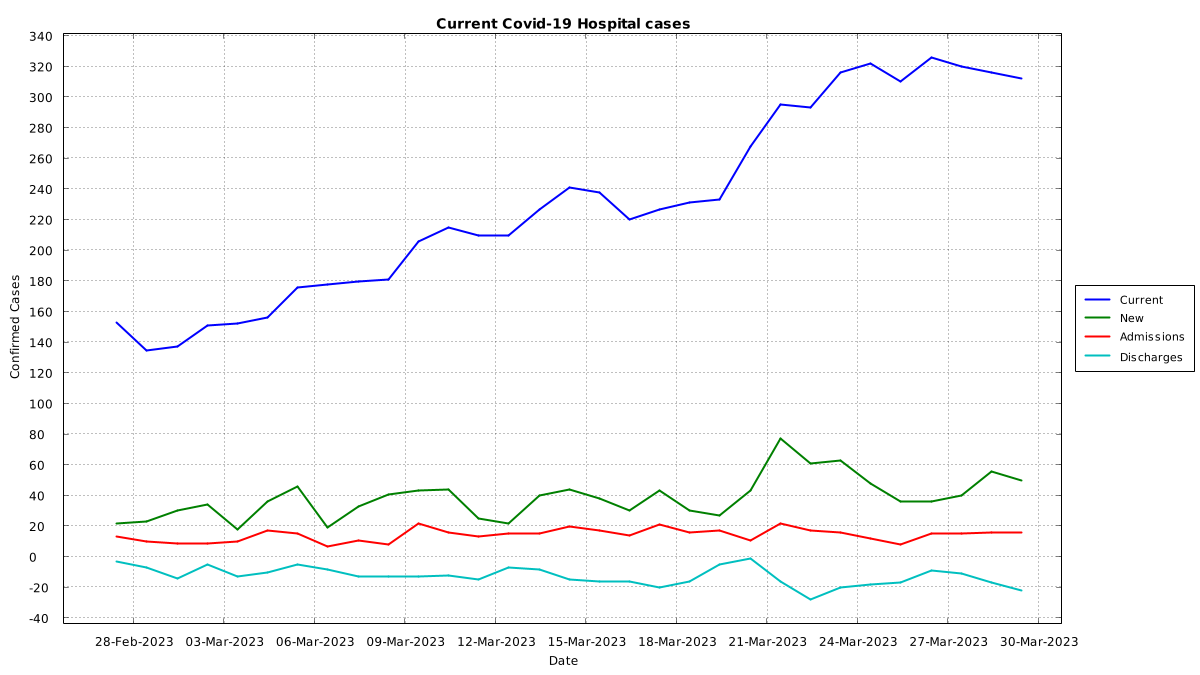 Current Covid-19 Hospital cases
340
320
300
280
260
240
220
200
180
160
140
120
100
80
60
40
20
0
-20
-40
Confirmed Cases
28-Feb-2023 03-Mar-2023 06-Mar-2023 09-Mar-2023 12-Mar-2023 15-Mar-2023 18-Mar-2023 21-Mar-2023 24-Mar-2023 27-Mar-2023 30-Mar-2023
Date
Current
New
Admissions
Discharges